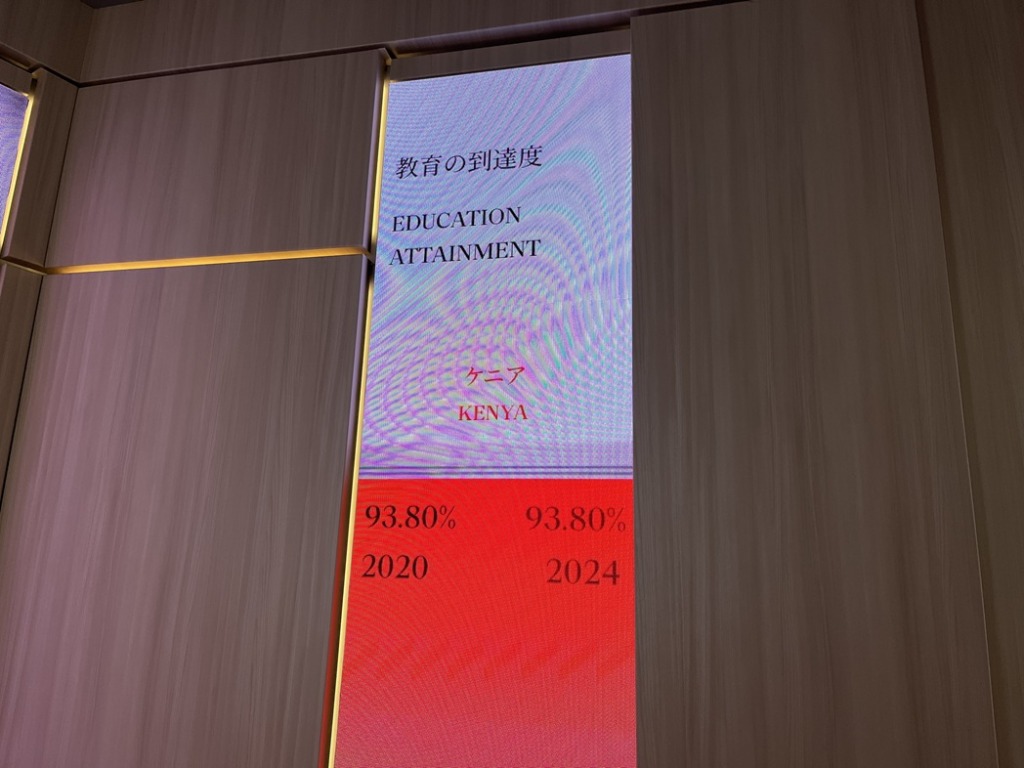 教育の到達度
EDUCATION
ATTAINMENT
ケニア
KENYA
93.80% 93.80%
2020 2024